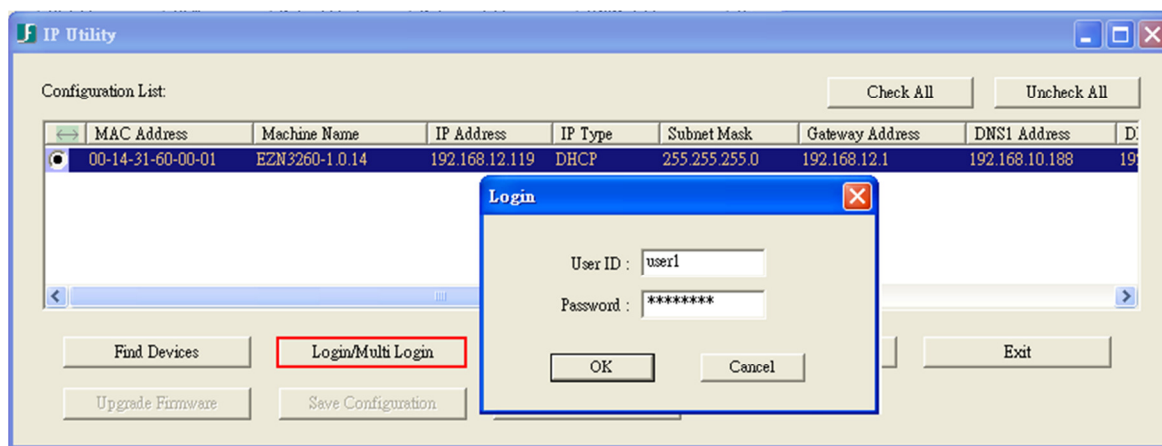 IP Utility
Configuration List:
Check All
Uncheck All
MAC Address Machine Name IP Address IP Type Subnet Mask Gateway Address DNS1 Address
00-14-31-60-00-01 EZN3260-1.0.14 192.168.12.119 DHCP 255.255.255.0 192.168.12.1 192.168.10.188
Login
User ID : user1
Password : ********
OK Cancel
Find Devices Login/Multi Login Exit
Upgrade Firmware Save Configuration